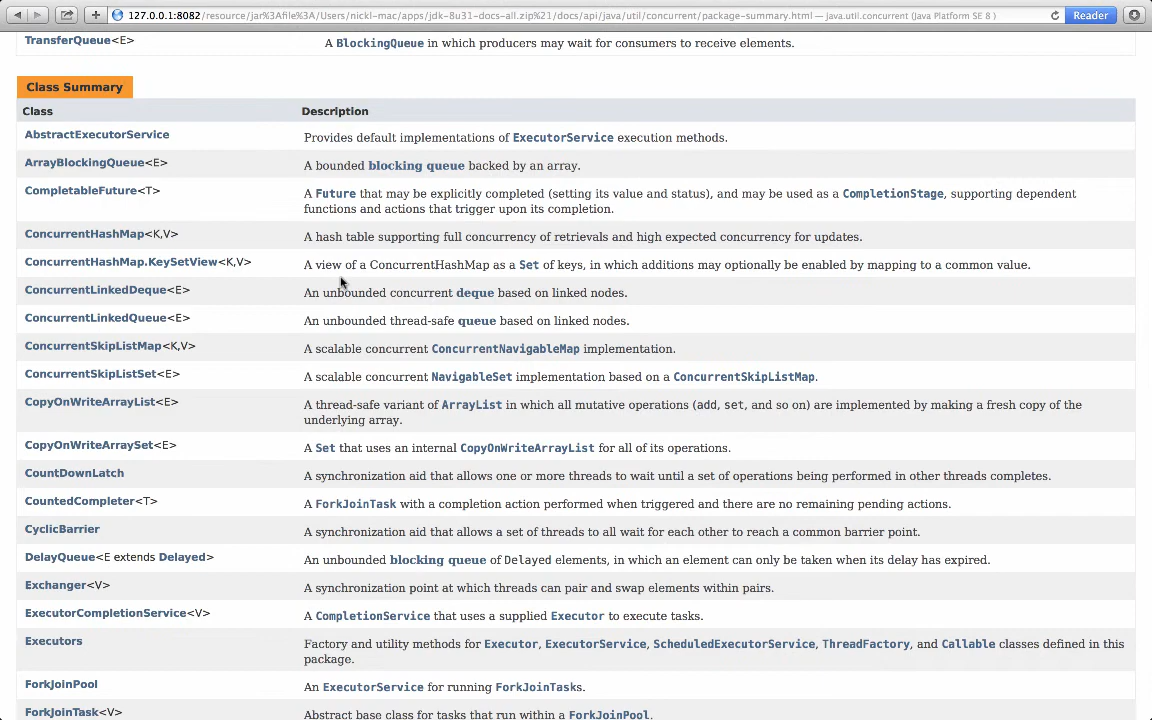 127.0.0.1:8082/resource/jar%3Afile%3A/Users/nickl-mac/apps/jdk-8u31-docs-all.zip%21/docs/api/java/util/concurrent/package-summary.html — java.util.concurrent (Java Platform SE 8 )
Reader
TransferQueue<E> A BlockingQueue in which producers may wait for consumers to receive elements.
Class Summary
Class Description
AbstractExecutorService Provides default implementations of ExecutorService execution methods.
ArrayBlockingQueue<E> A bounded blocking queue backed by an array.
CompletableFuture<T> A Future that may be explicitly completed (setting its value and status), and may be used as a CompletionStage, supporting dependent
functions and actions that trigger upon its completion.
ConcurrentHashMap<K,V> A hash table supporting full concurrency of retrievals and high expected concurrency for updates.
ConcurrentHashMap.KeySetView<K,V> A view of a ConcurrentHashMap as a Set of keys, in which additions may optionally be enabled by mapping to a common value.
ConcurrentLinkedDeque<E> An unbounded concurrent deque based on linked nodes.
ConcurrentLinkedQueue<E> An unbounded thread-safe queue based on linked nodes.
ConcurrentSkipListMap<K,V> A scalable concurrent ConcurrentNavigableMap implementation.
ConcurrentSkipListSet<E> A scalable concurrent NavigableSet implementation based on a ConcurrentSkipListMap.
CopyOnWriteArrayList<E> A thread-safe variant of ArrayList in which all mutative operations (add, set, and so on) are implemented by making a fresh copy of the
underlying array.
CopyOnWriteArraySet<E> A Set that uses an internal CopyOnWriteArrayList for all of its operations.
CountDownLatch A synchronization aid that allows one or more threads to wait until a set of operations being performed in other threads completes.
CountedCompleter<T> A ForkJoinTask with a completion action performed when triggered and there are no remaining pending actions.
CyclicBarrier A synchronization aid that allows a set of threads to all wait for each other to reach a common barrier point.
DelayQueue<E extends Delayed> An unbounded blocking queue of Delayed elements, in which an element can only be taken when its delay has expired.
Exchanger<V> A synchronization point at which threads can pair and swap elements within pairs.
ExecutorCompletionService<V> A CompletionService that uses a supplied Executor to execute tasks.
Executors Factory and utility methods for Executor, ExecutorService, ScheduledExecutorService, ThreadFactory, and Callable classes defined in this
package.
ForkJoinPool An ExecutorService for running ForkJoinTasks.
ForkJoinTask<V> Abstract base class for tasks that run within a ForkJoinPool.